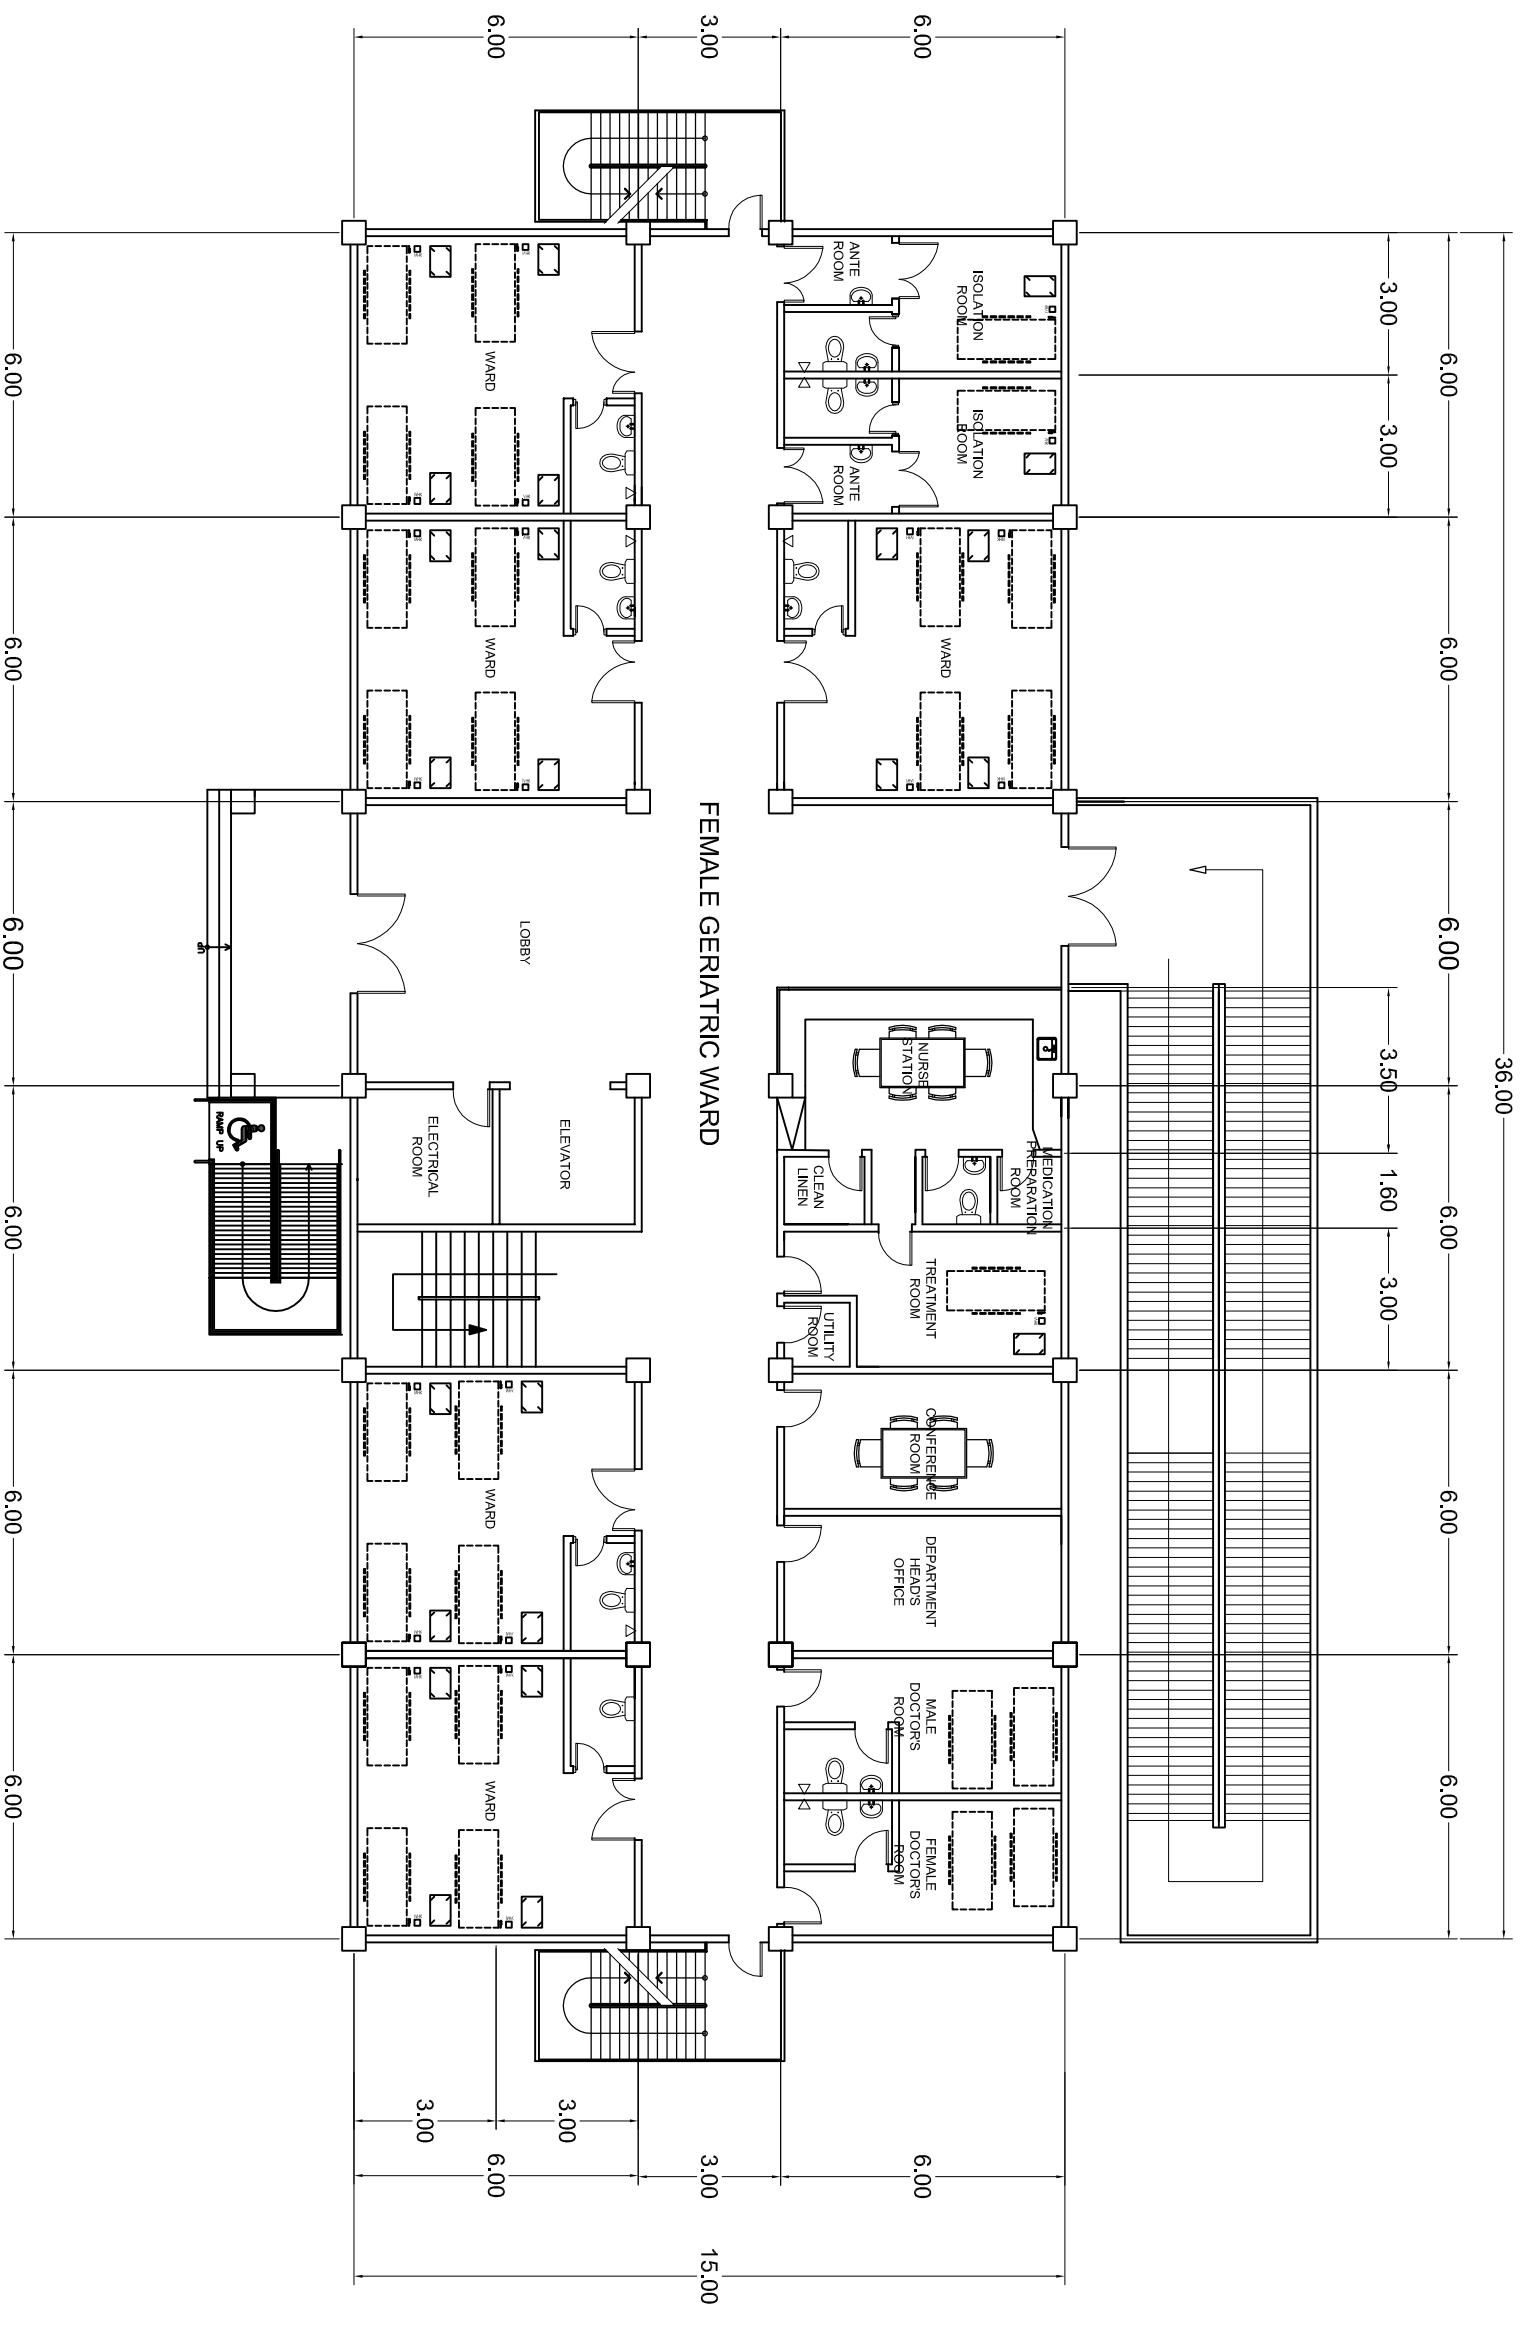 36.00
6.00
6.00
6.00
6.00
6.00
6.00
3.00
3.00
3.50
1.60
3.00
ISOLATION
ROOM
ISOLATION
ROOM
MEDICATION
PREPARATION
ROOM
6.00
WARD
NURSE
STATION
TREATMENT
ROOM
CONFERENCE
ROOM
DEPARTMENT
HEAD'S
OFFICE
MALE
DOCTOR'S
ROOM
FEMALE
DOCTOR'S
ROOM
6.00
ANTE
ROOM
ANTE
ROOM
CLEAN
LINEN
UTILITY
ROOM
3.00
FEMALE GERIATRIC WARD
3.00
15.00
LOBBY
ELEVATOR
ELECTRICAL
ROOM
6.00
WARD
WARD
WARD
WARD
3.00
6.00
3.00
UP
RAMP UP
6.00
6.00
6.00
6.00
6.00
6.00